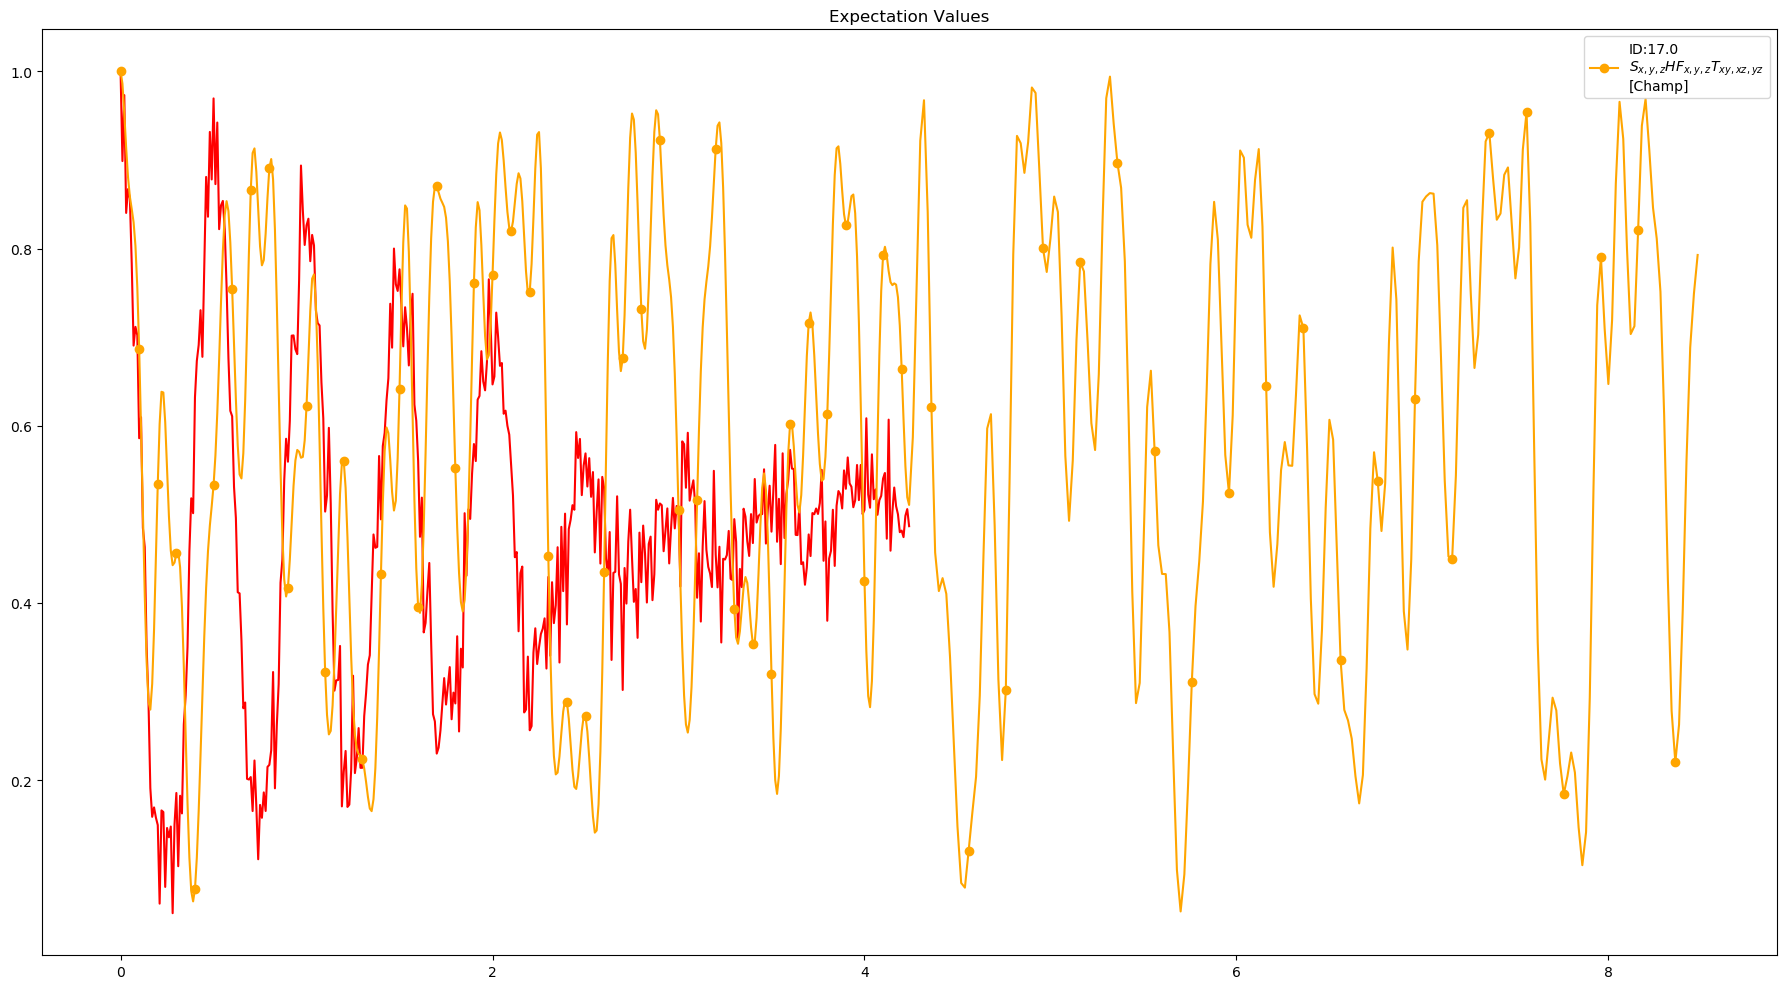 Expectation Values
ID:17.0
$S_{x,y,z}HF_{x,y,z}T_{xy,xz,yz}$
[Champ]
1.0
0.8
0.6
0.4
0.2
0 2 4 6 8